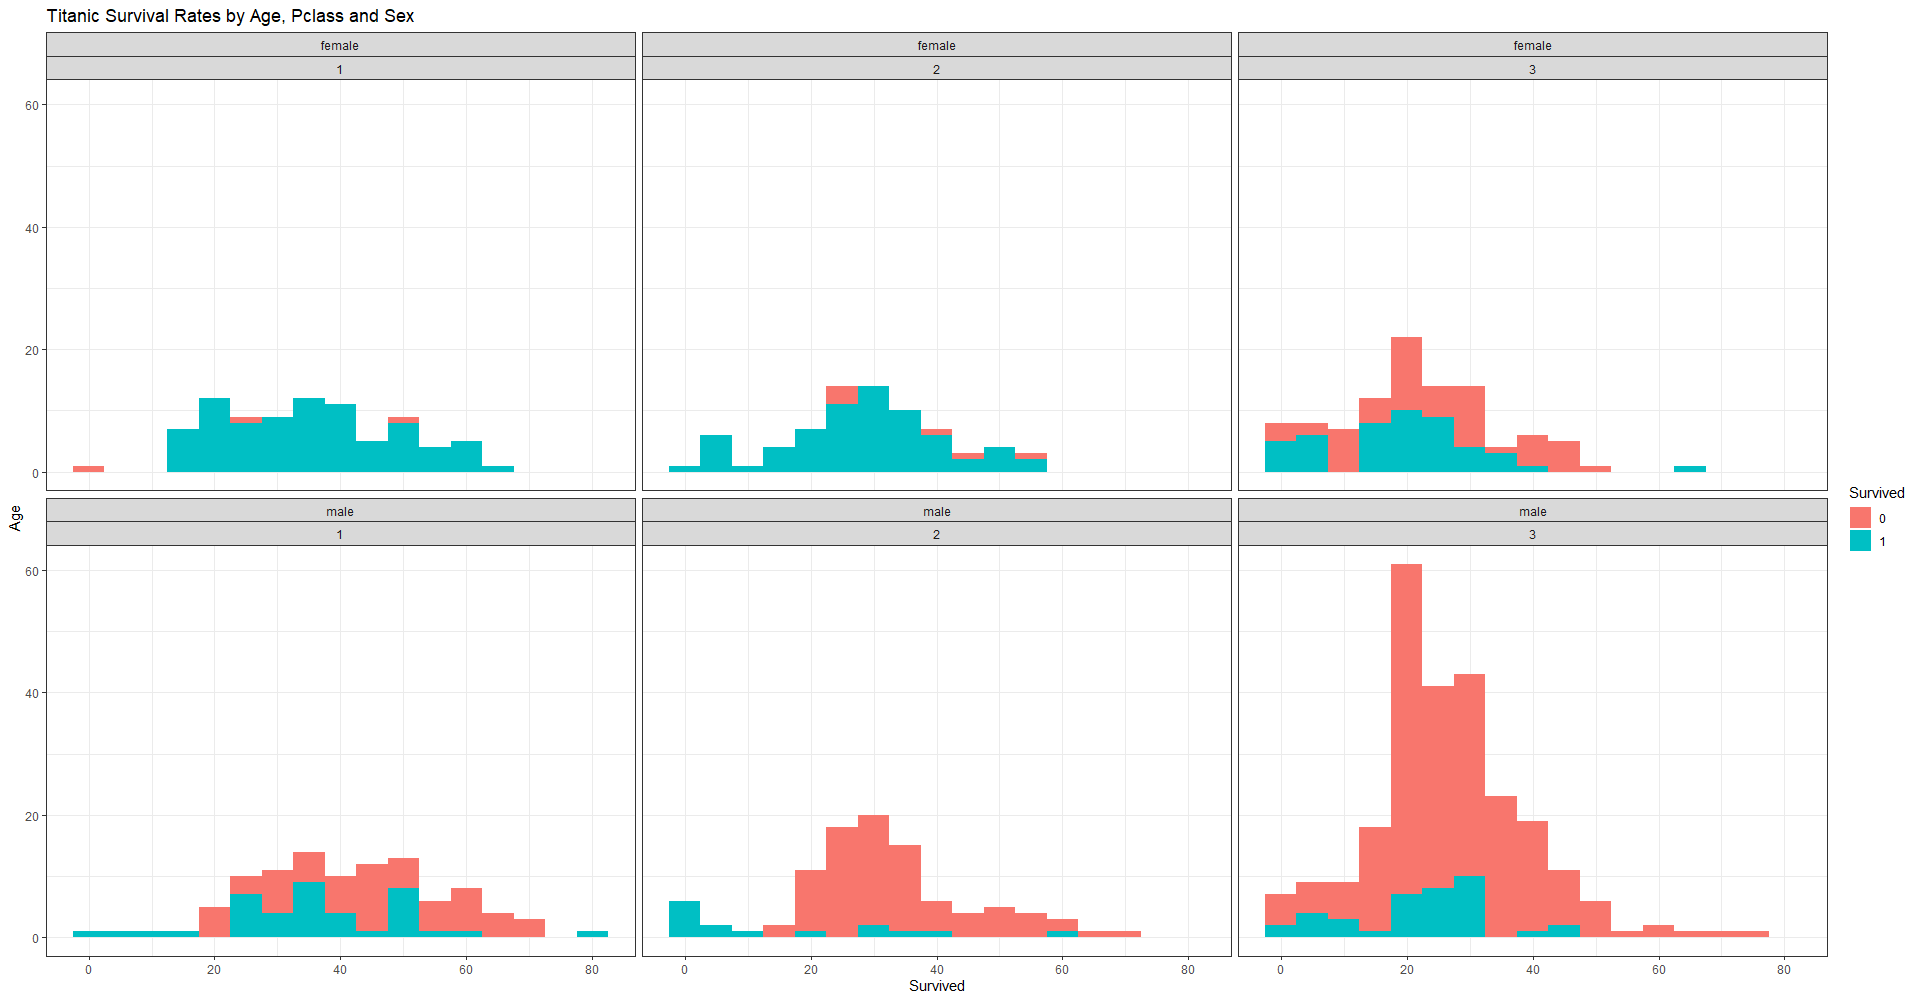 Titanic Survival Rates by Age, Pclass and Sex
female female female
1 2 3
60
40
20
0
male male male
1 2 3
60
40
20
0
0 20 40 60 80 0 20 40 60 80 0 20 40 60 80
Age
Survived
Survived
0
1